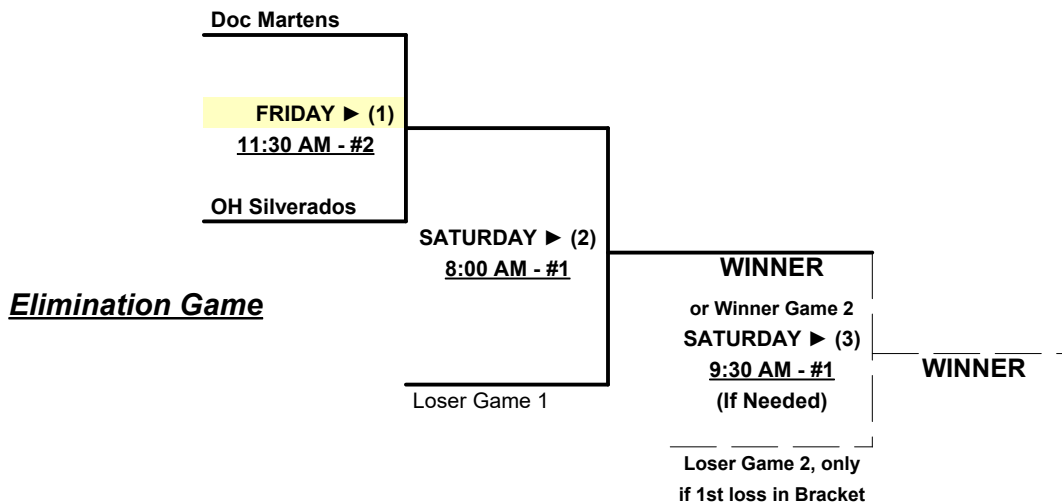 Doc Martens
FRIDAY ► (1)
11:30 AM - #2
OH Silverados
SATURDAY ► (2)
8:00 AM - #1
WINNER
Elimination Game
or Winner Game 2
SATURDAY ► (3)
9:30 AM - #1
WINNER
(If Needed)
Loser Game 1
Loser Game 2, only
if 1st loss in Bracket